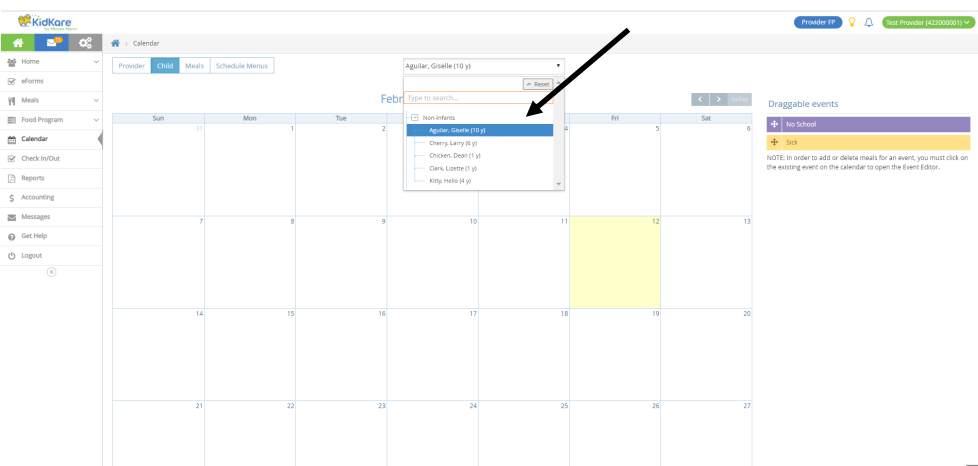 KidKare
by Minute Menu
Provider FP
Test Provider (422000001)
Calendar
Home
eForms
Meals
Food Program
Calendar
Check In/Out
Reports
$ Accounting
Messages
Get Help
Logout
Provider Child Meals Schedule Menus
Aguilar, Giselle (10 y)
Reset
Type to search...
Non-Infants
Aguilar, Giselle (10 y)
Cherry, Larry (6 y)
Chicken, Dean (1 y)
Clark, Lizette (1 y)
Kitty, Hello (4 y)
Febr
< > today
Sun Mon Tue Fri Sat
31 1 2 4 5 6
7 8 9 10 11 12 13
14 15 16 17 18 19 20
21 22 23 24 25 26 27
Draggable events
No School
Sick
NOTE: In order to add or delete meals for an event, you must click on
the existing event on the calendar to open the Event Editor.